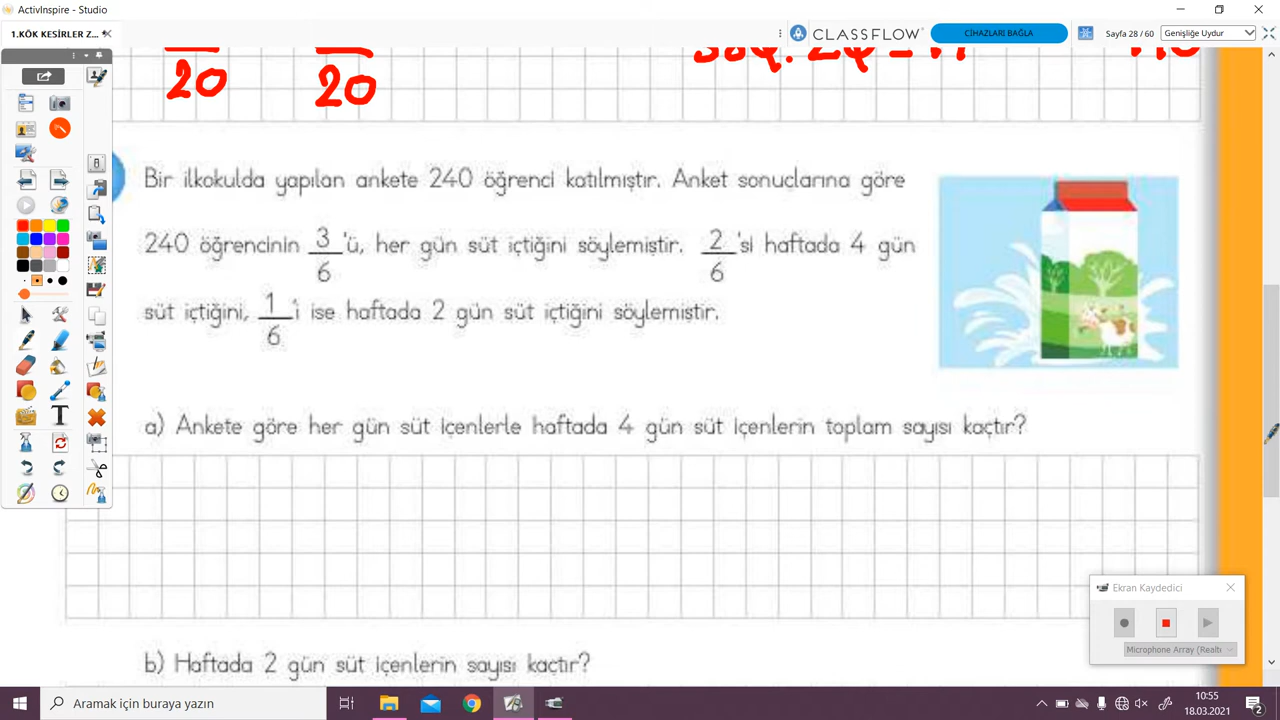 ActivInspire - Studio
1.KÖK KESİRLER Z...
CLASSFLOW
CİHAZLARI BAĞLA
Sayfa 28 / 60
Genişliğe Uydur
20
20
Bir ilkokulda yapılan ankete 240 öğrenci katılmıştır. Anket sonuclarına göre
240 öğrencinin 3/6 'ü, her gün süt içtiğini söylemiştir. 2/6 'si haftada 4 gün
süt içtiğini, 1/6 i ise haftada 2 gün süt içtiğini söylemiştir.
a) Ankete göre her gün süt içenlerle haftada 4 gün süt içenlerin toplam sayısı kaçtır?
b) Haftada 2 gün süt içenlerin sayısı kaçtır?
Ekran Kaydedici
Microphone Array (Realte
Aramak için buraya yazın
10:55
18.03.2021
2